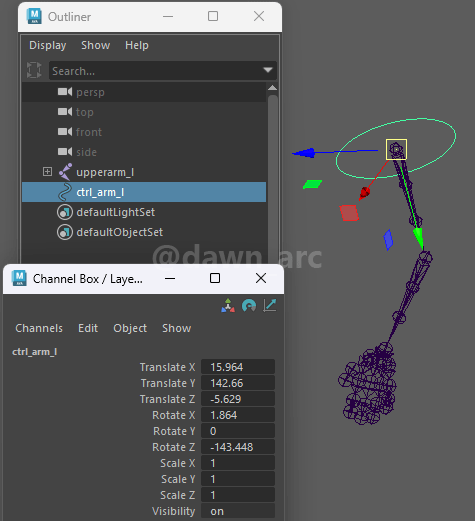 Outliner
Display Show Help
Search...
persp
top
front
side
upperarm_l
ctrl_arm_l
defaultLightSet
defaultObjectSet
@dawn_arc
Channel Box / Laye...
Channels Edit Object Show
ctrl_arm_l
Translate X 15.964
Translate Y 142.66
Translate Z -5.629
Rotate X 1.864
Rotate Y 0
Rotate Z -143.448
Scale X 1
Scale Y 1
Scale Z 1
Visibility on